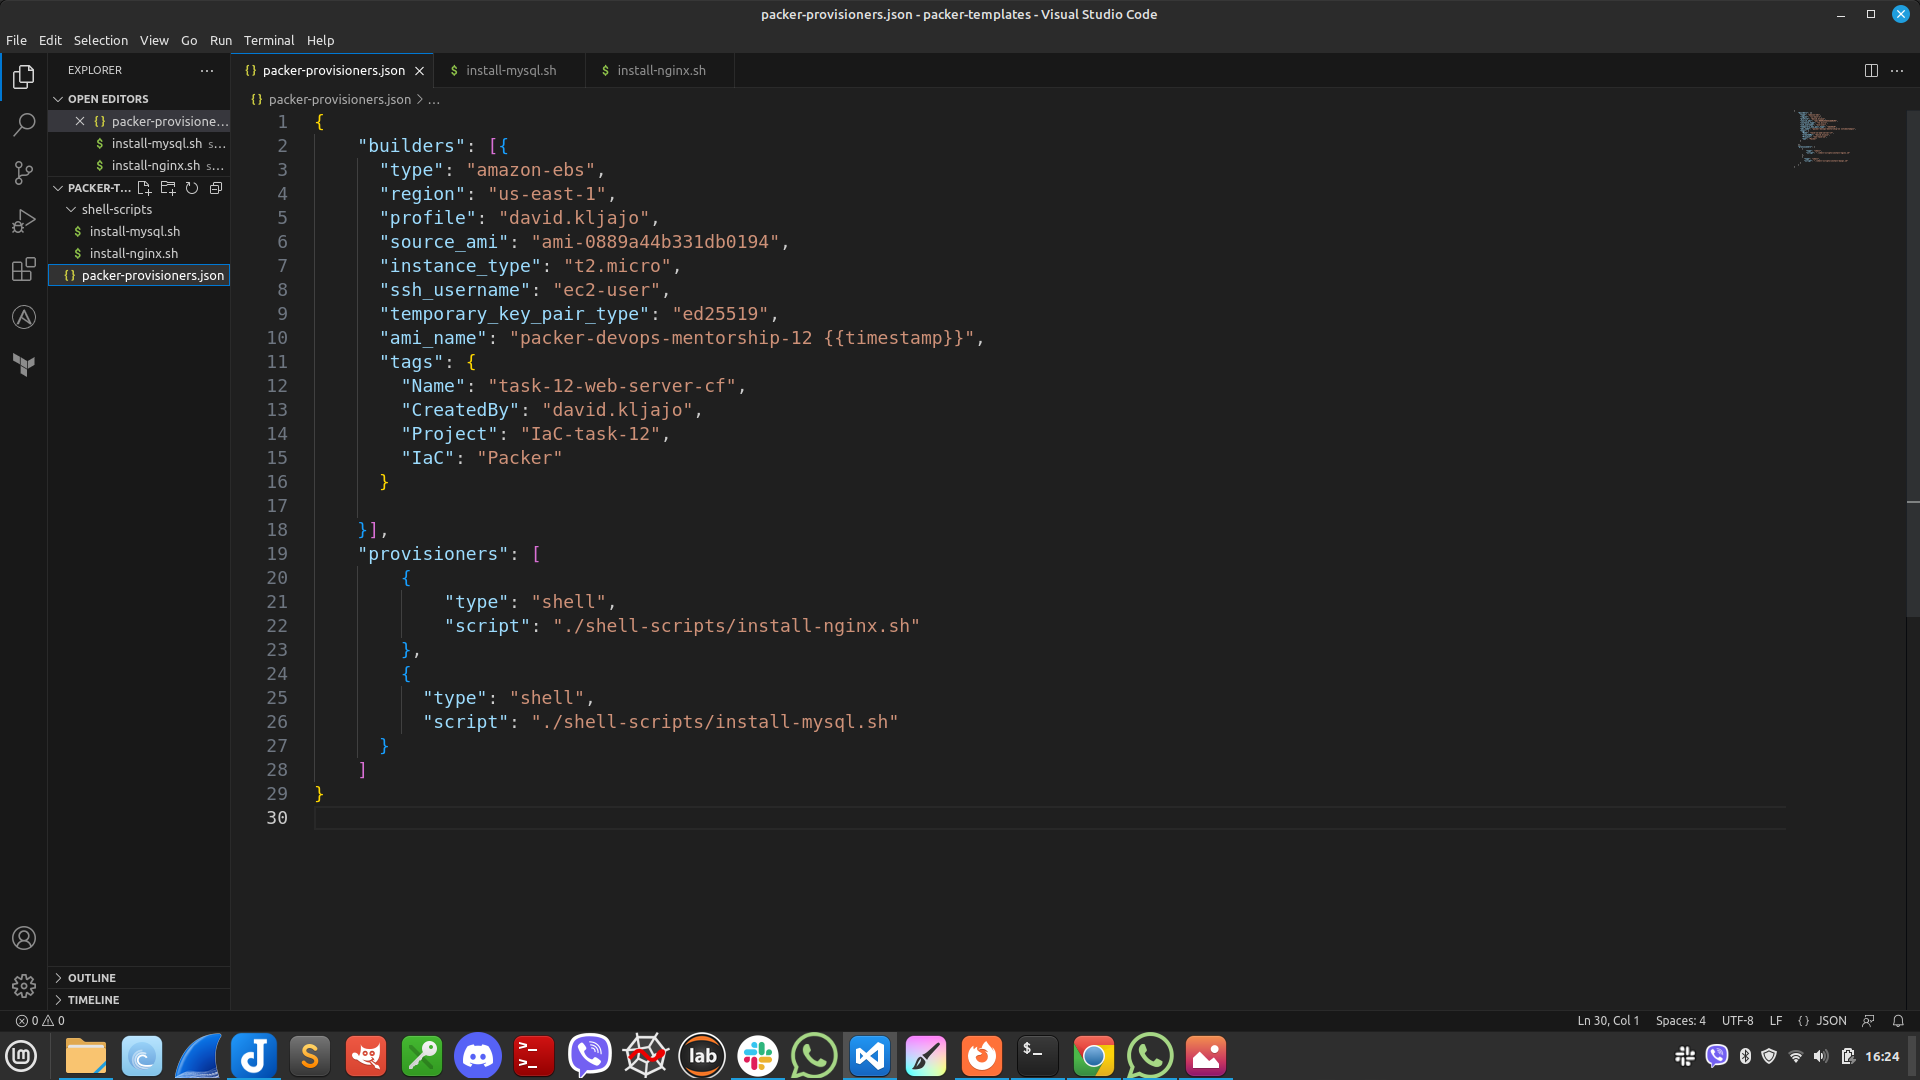 packer-provisioners.json - packer-templates - Visual Studio Code
File Edit Selection View Go Run Terminal Help
EXPLORER
packer-provisioners.json
install-mysql.sh
install-nginx.sh
OPEN EDITORS
packer-provisioners.json > ...
packer-provisione...
install-mysql.sh s...
install-nginx.sh s...
PACKER-T...
shell-scripts
install-mysql.sh
install-nginx.sh
packer-provisioners.json
1 {
2 "builders": [{
3 "type": "amazon-ebs",
4 "region": "us-east-1",
5 "profile": "david.kljajo",
6 "source_ami": "ami-0889a44b331db0194",
7 "instance_type": "t2.micro",
8 "ssh_username": "ec2-user",
9 "temporary_key_pair_type": "ed25519",
10 "ami_name": "packer-devops-mentorship-12 {{timestamp}}",
11 "tags": {
12 "Name": "task-12-web-server-cf",
13 "CreatedBy": "david.kljajo",
14 "Project": "IaC-task-12",
15 "IaC": "Packer"
16 }
17
18 }],
19 "provisioners": [
20 {
21 "type": "shell",
22 "script": "./shell-scripts/install-nginx.sh"
23 },
24 {
25 "type": "shell",
26 "script": "./shell-scripts/install-mysql.sh"
27 }
28 ]
29 }
30
OUTLINE
TIMELINE
0 0
Ln 30, Col 1 Spaces: 4 UTF-8 LF {} JSON
lab
16:24